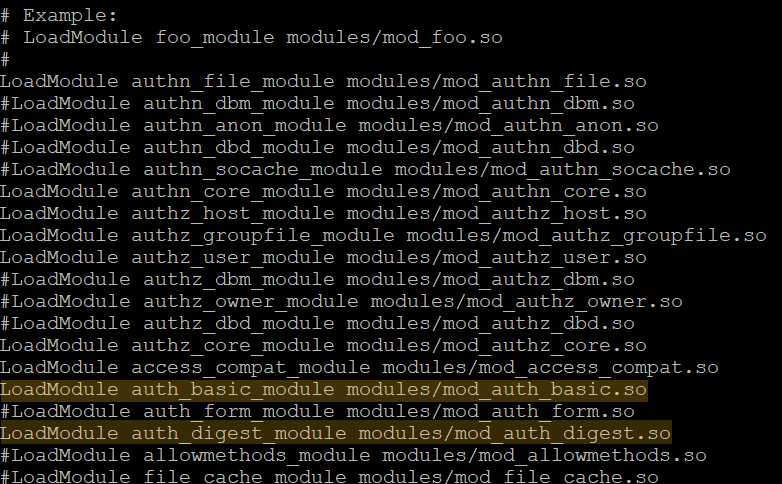 # Example:
# LoadModule foo_module modules/mod_foo.so
#
LoadModule authn_file_module modules/mod_authn_file.so
#LoadModule authn_dbm_module modules/mod_authn_dbm.so
#LoadModule authn_anon_module modules/mod_authn_anon.so
#LoadModule authn_dbd_module modules/mod_authn_dbd.so
#LoadModule authn_socache_module modules/mod_authn_socache.so
LoadModule authn_core_module modules/mod_authn_core.so
LoadModule authz_host_module modules/mod_authz_host.so
LoadModule authz_groupfile_module modules/mod_authz_groupfile.so
LoadModule authz_user_module modules/mod_authz_user.so
#LoadModule authz_dbm_module modules/mod_authz_dbm.so
#LoadModule authz_owner_module modules/mod_authz_owner.so
#LoadModule authz_dbd_module modules/mod_authz_dbd.so
LoadModule authz_core_module modules/mod_authz_core.so
LoadModule access_compat_module modules/mod_access_compat.so
LoadModule auth_basic_module modules/mod_auth_basic.so
#LoadModule auth_form_module modules/mod_auth_form.so
LoadModule auth_digest_module modules/mod_auth_digest.so
#LoadModule allowmethods_module modules/mod_allowmethods.so
#LoadModule file_cache_module modules/mod_file_cache.so